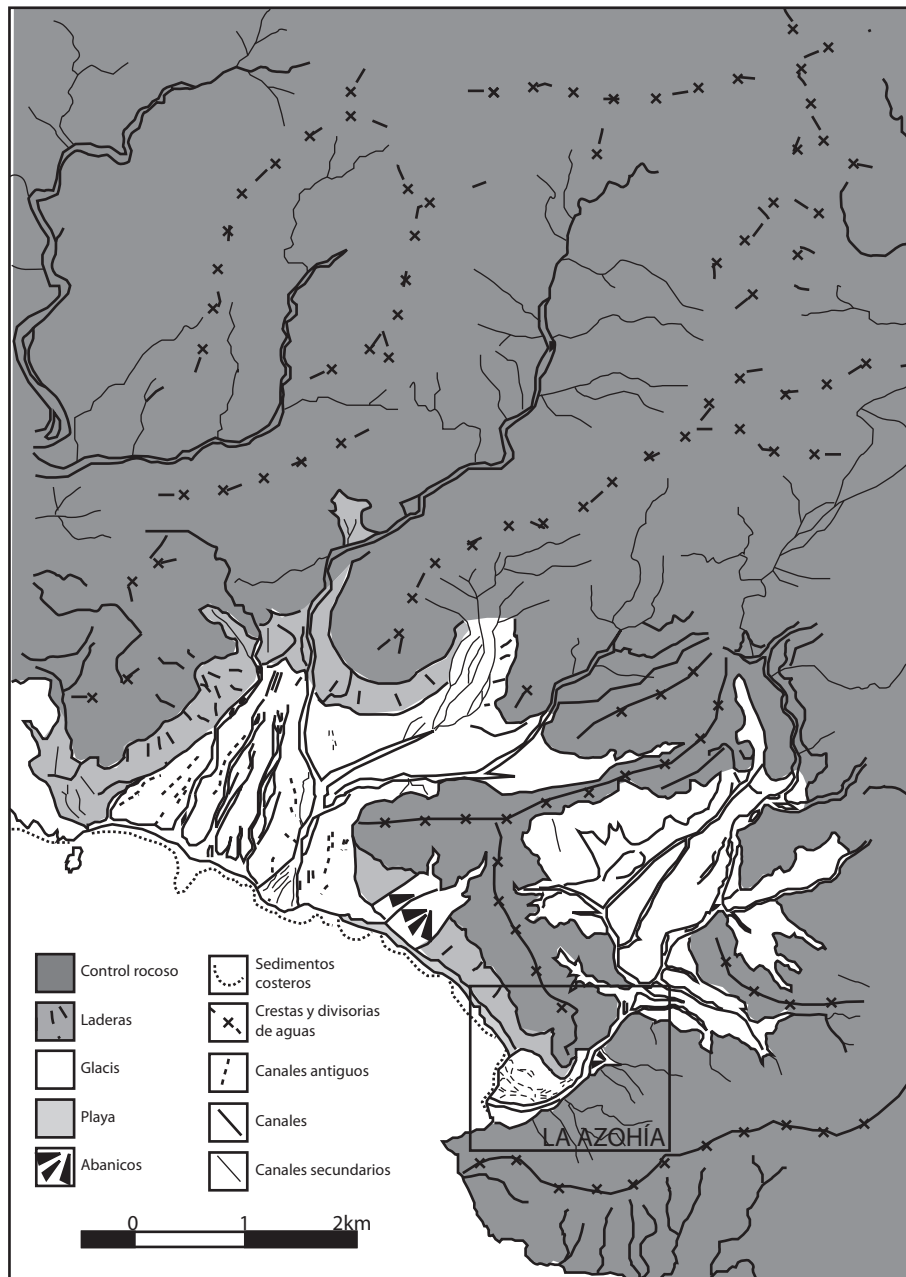 LA AZOHÍA
Control rocoso
Laderas
Glacis
Playa
Abanicos
Sedimentos
costeros
Crestas y divisorias
de aguas
Canales antiguos
Canales
Canales secundarios
0 1 2km